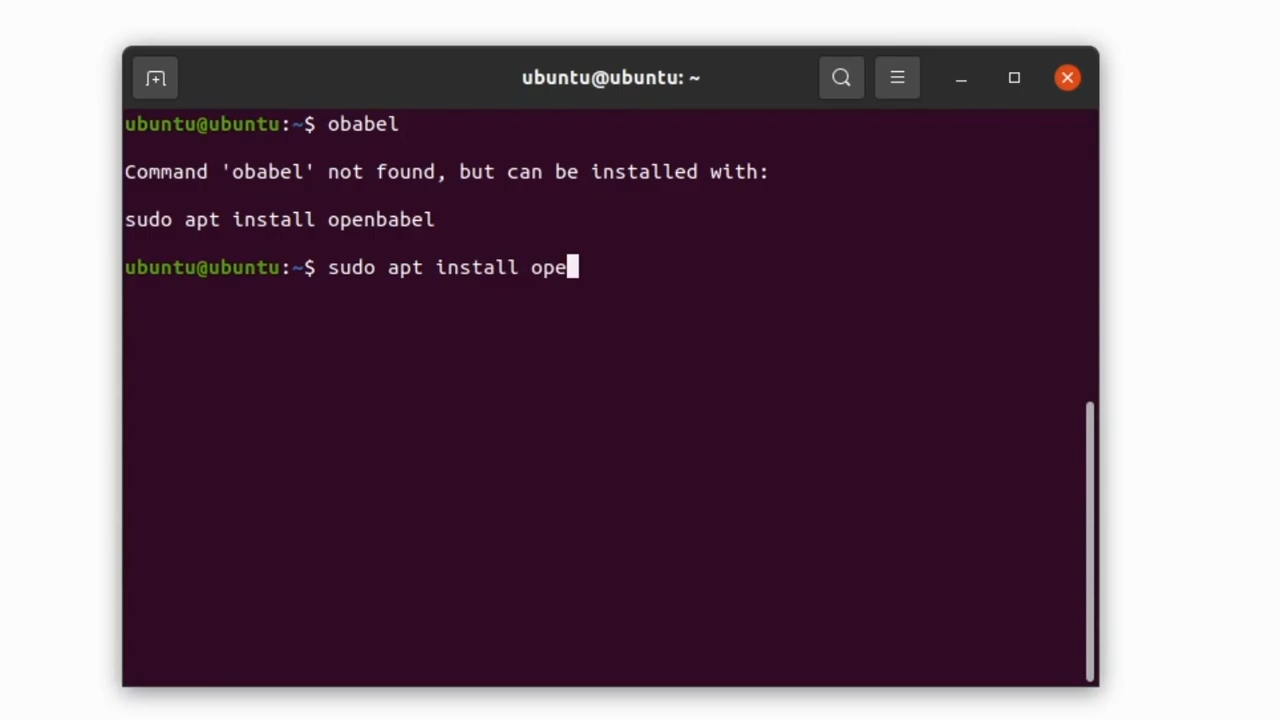 ubuntu@ubuntu: ~
ubuntu@ubuntu:~$ obabel
Command 'obabel' not found, but can be installed with:
sudo apt install openbabel
ubuntu@ubuntu:~$ sudo apt install ope